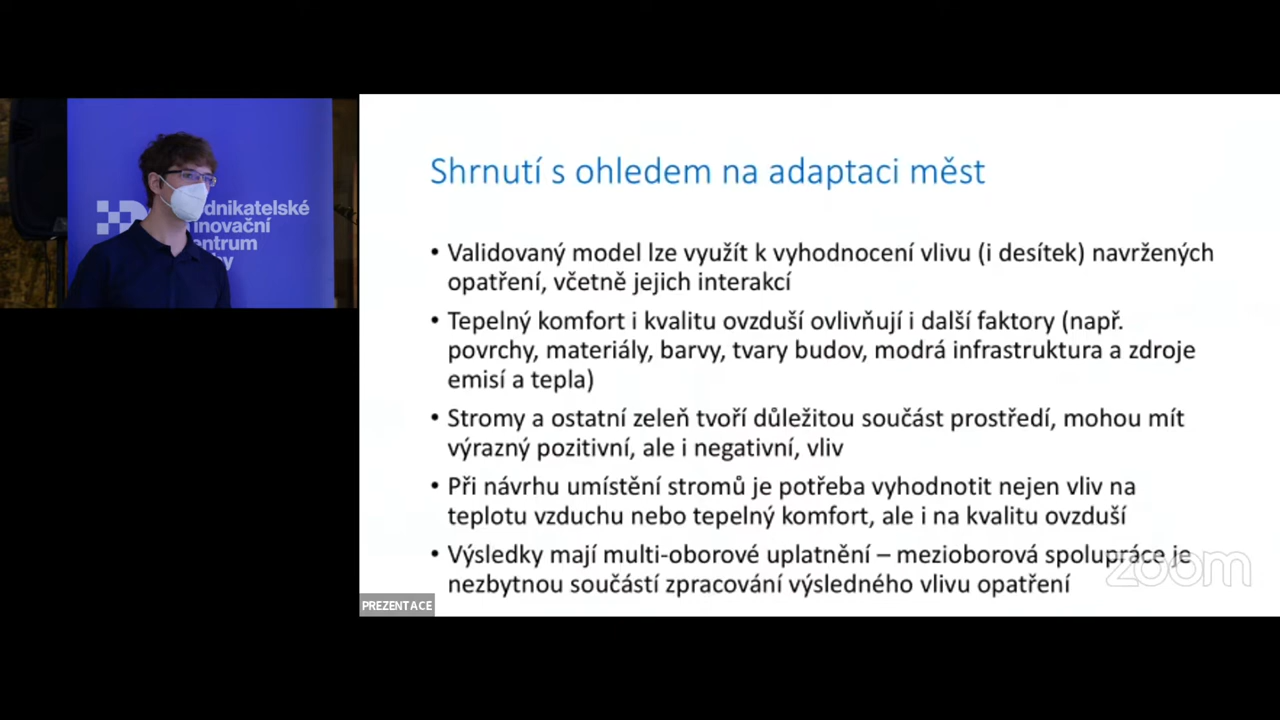 dnikatelské
inovační
entrum
by
Shrnutí s ohledem na adaptaci měst
• Validovaný model lze využít k vyhodnocení vlivu (i desítek) navržených
opatření, včetně jejich interakcí
• Tepelný komfort i kvalitu ovzduší ovlivňují i další faktory (např.
povrchy, materiály, barvy, tvary budov, modrá infrastruktura a zdroje
emisí a tepla)
• Stromy a ostatní zeleň tvoří důležitou součást prostředí, mohou mít
výrazný pozitivní, ale i negativní, vliv
• Při návrhu umístění stromů je potřeba vyhodnotit nejen vliv na
teplotu vzduchu nebo tepelný komfort, ale i na kvalitu ovzduší
• Výsledky mají multi-oborové uplatnění – mezioborová spolupráce je
nezbytnou součástí zpracování výsledného vlivu opatření
zoom
PREZENTACE